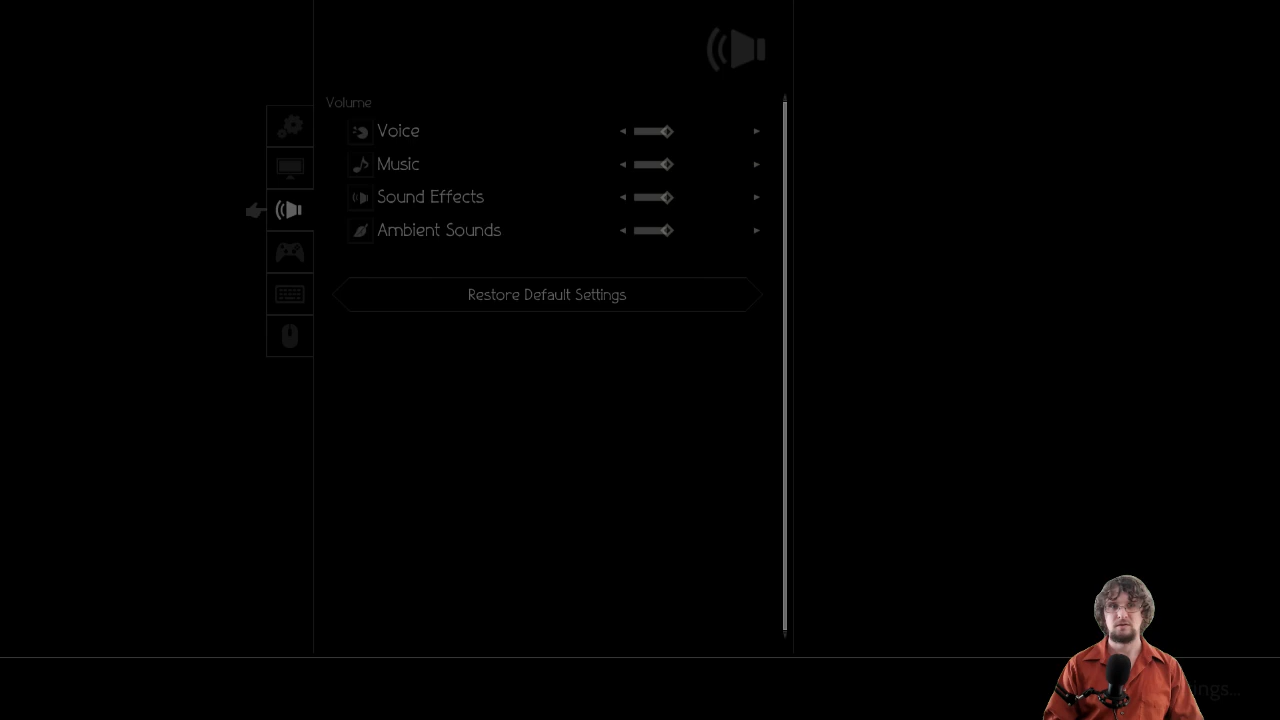 Volume
Voice
Music
Sound Effects
Ambient Sounds
Restore Default Settings